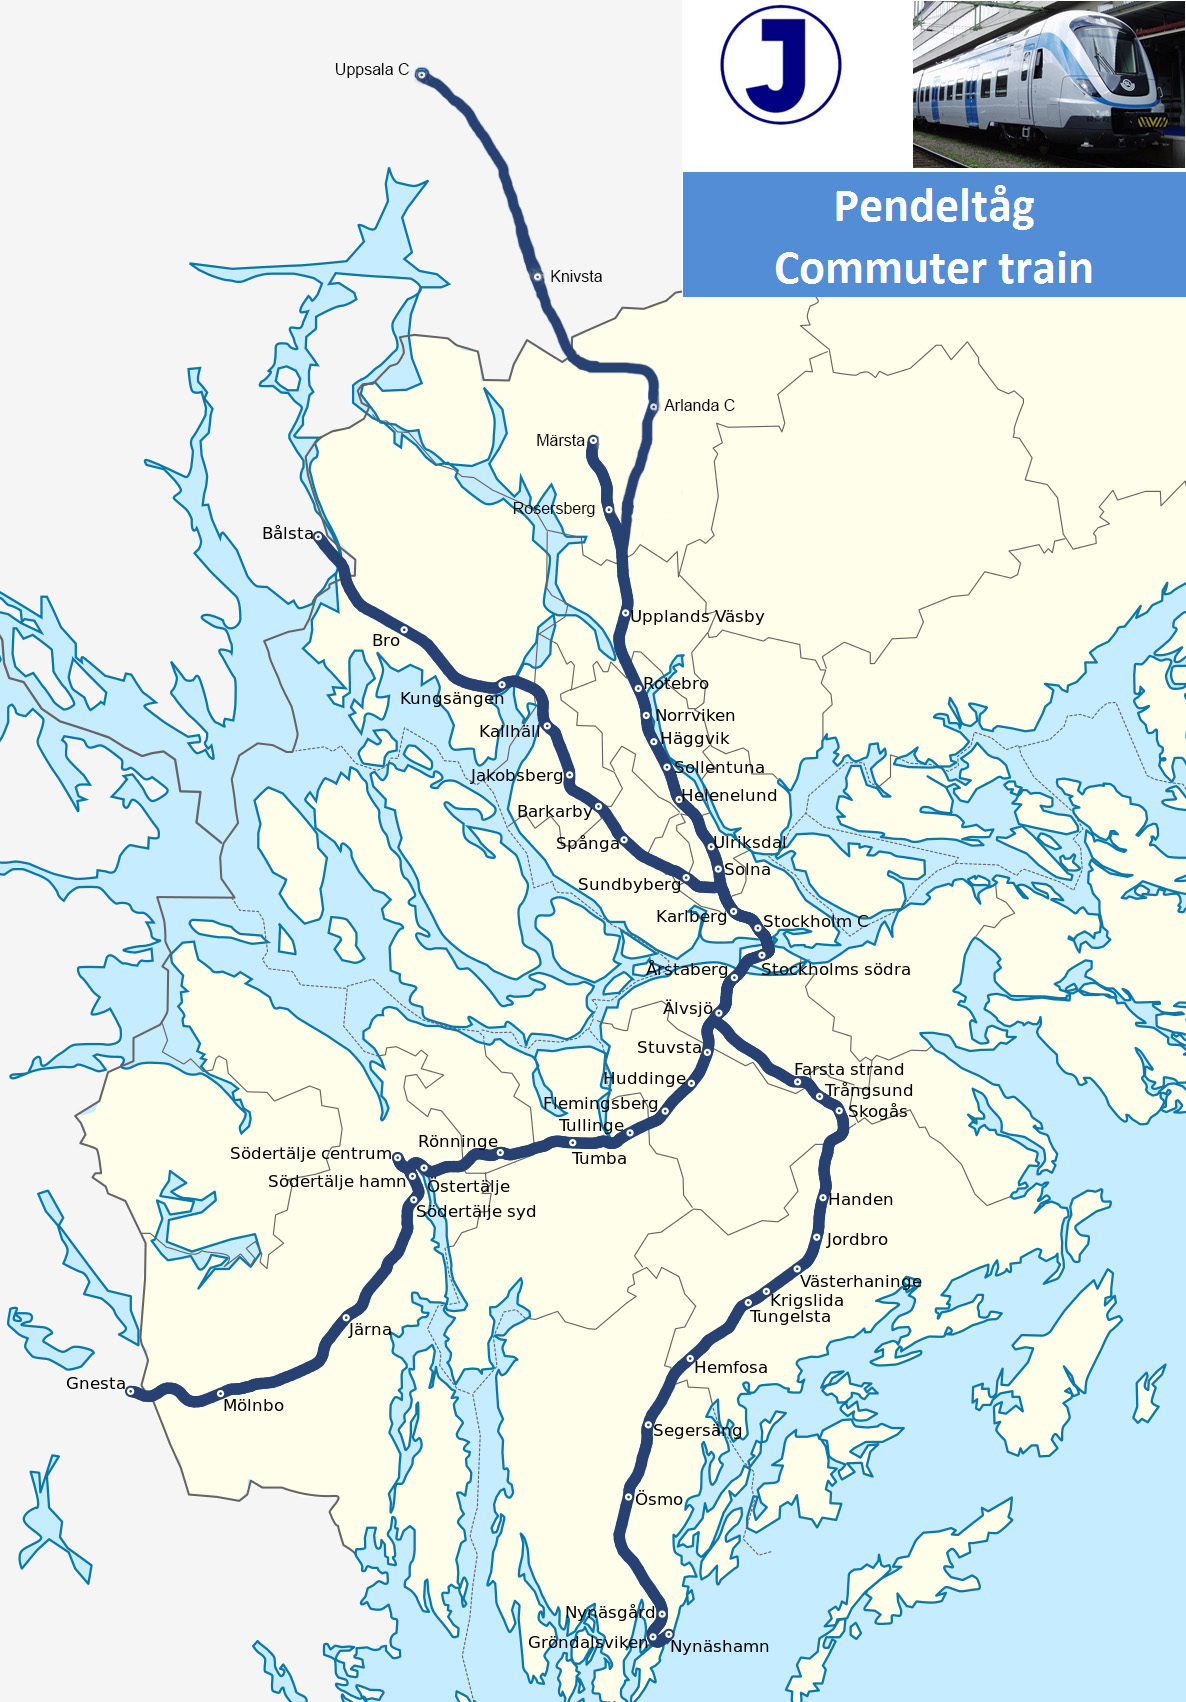 J
Pendeltåg
Commuter train
Uppsala C
Knivsta
Arlanda C
Märsta
Rosersberg
Bålsta
Upplands Väsby
Bro
Rotebro
Kungsängen
Norrviken
Kallhäll
Häggvik
Sollentuna
Jakobsberg
Helenelund
Barkarby
Ulriksdal
Spånga
Solna
Sundbyberg
Karlberg
Stockholm C
Årstaberg
Stockholms södra
Älvsjö
Stuvsta
Farsta strand
Huddinge
Trångsund
Flemingsberg
Skogås
Tullinge
Rönninge
Södertälje centrum
Tumba
Södertälje hamn
Östertälje
Handen
Södertälje syd
Jordbro
Västerhaninge
Krigslida
Tungelsta
Järna
Hemfosa
Gnesta
Mölnbo
Segersäng
Ösmo
Nynäsgård
Gröndalsviken
Nynäshamn